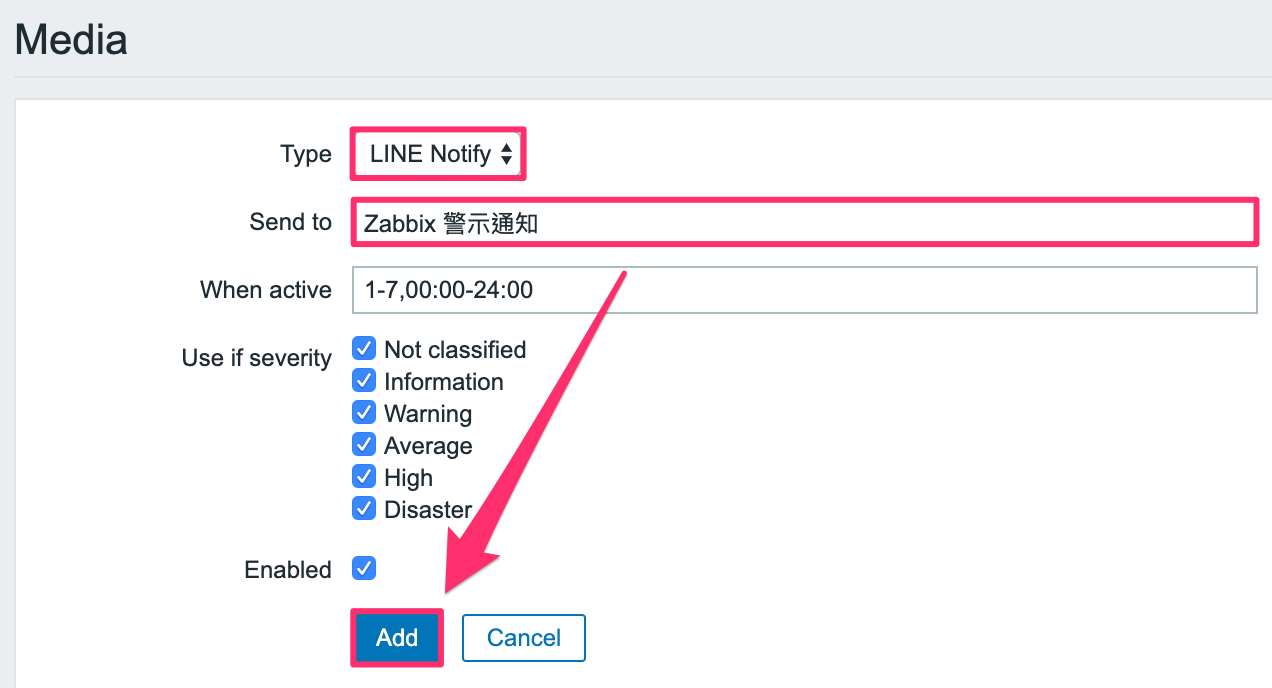 Media
Type LINE Notify
Send to Zabbix 警示通知
When active 1-7,00:00-24:00
Use if severity Not classified
Information
Warning
Average
High
Disaster
Enabled
Add Cancel